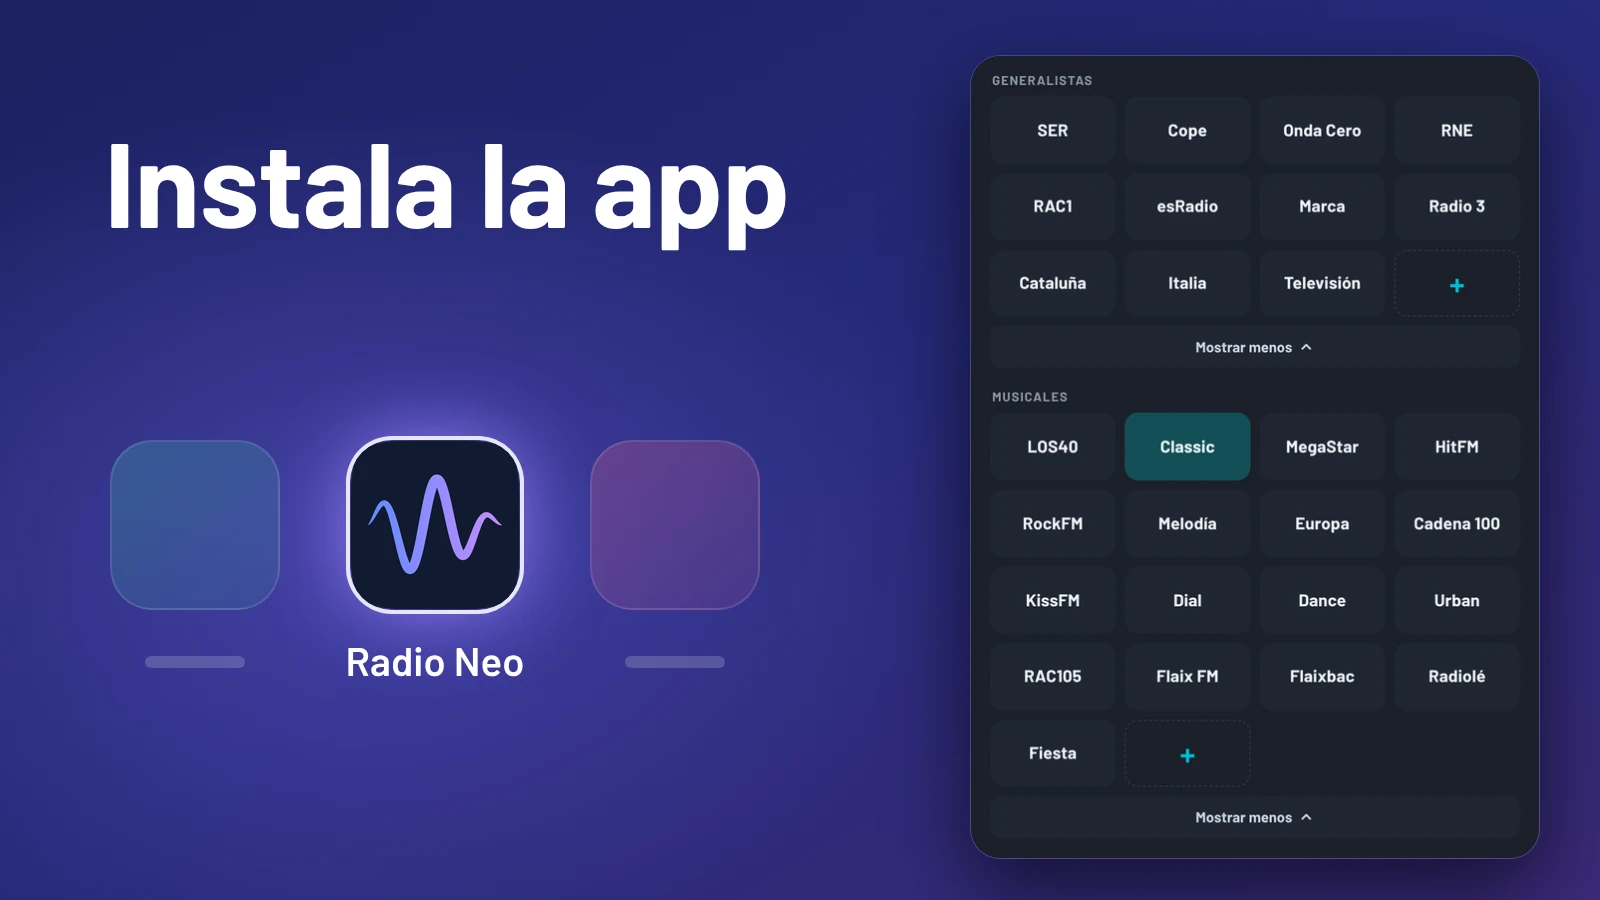 Instala la app
Radio Neo
GENERALISTAS
SER Cope Onda Cero RNE
RAC1 esRadio Marca Radio 3
Cataluña Italia Televisión +
Mostrar menos
MUSICALES
LOS40 Classic MegaStar HitFM
RockFM Melodía Europa Cadena 100
KissFM Dial Dance Urban
RAC105 Flaix FM Flaixbac Radiolé
Fiesta +
Mostrar menos